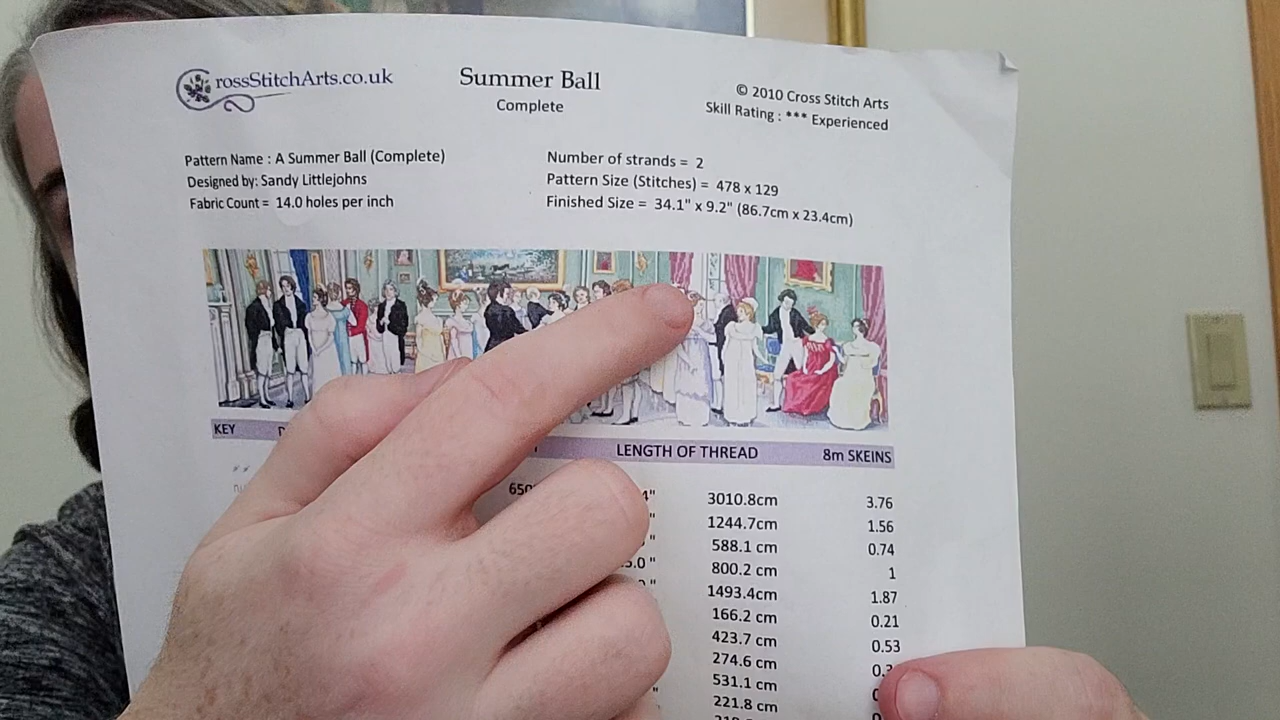 CrossStitchArts.co.uk
Summer Ball
Complete
© 2010 Cross Stitch Arts
Skill Rating : *** Experienced
Pattern Name : A Summer Ball (Complete)
Designed by: Sandy Littlejohns
Fabric Count = 14.0 holes per inch
Number of strands = 2
Pattern Size (Stitches) = 478 x 129
Finished Size = 34.1" x 9.2" (86.7cm x 23.4cm)
KEY LENGTH OF THREAD 8m SKEINS
3010.8cm 3.76
1244.7cm 1.56
588.1 cm 0.74
800.2 cm 1
1493.4cm 1.87
166.2 cm 0.21
423.7 cm 0.53
274.6 cm
531.1 cm
221.8 cm